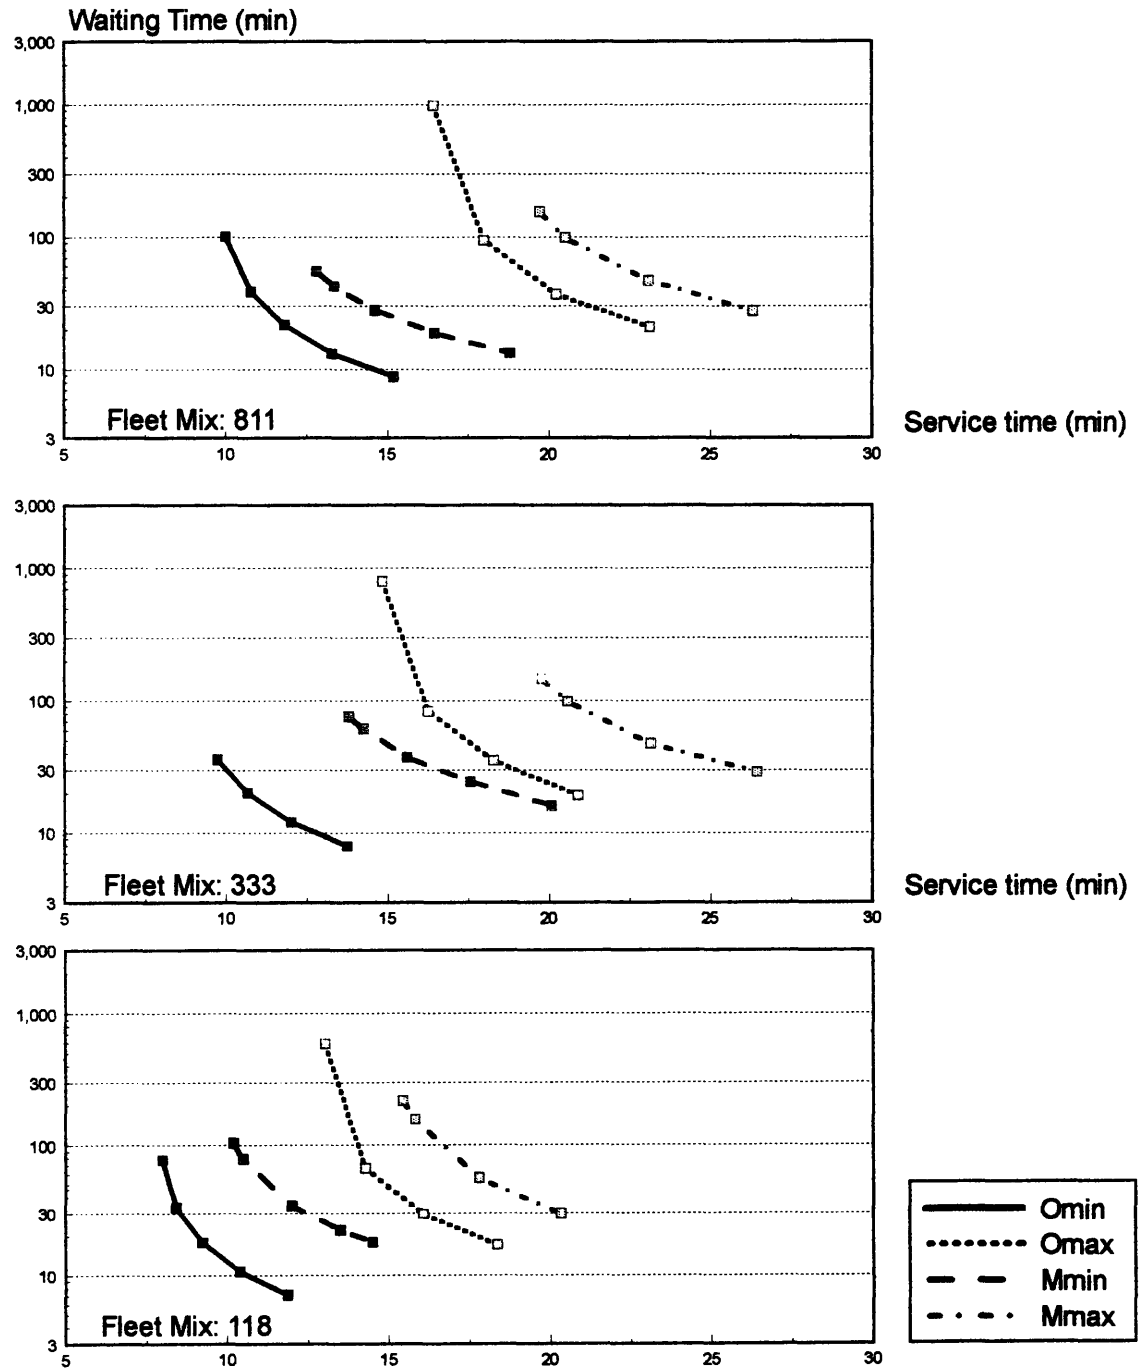 Waiting Time (min)
3,000
1,000
300
100
30
10
3
Fleet Mix: 811
5 10 15 20 25 30
Service time (min)
3,000
1,000
300
100
30
10
3
Fleet Mix: 333
5 10 15 20 25 30
Service time (min)
3,000
1,000
300
100
30
10
3
Fleet Mix: 118
5 10 15 20 25 30
Omin
Omax
Mmin
Mmax